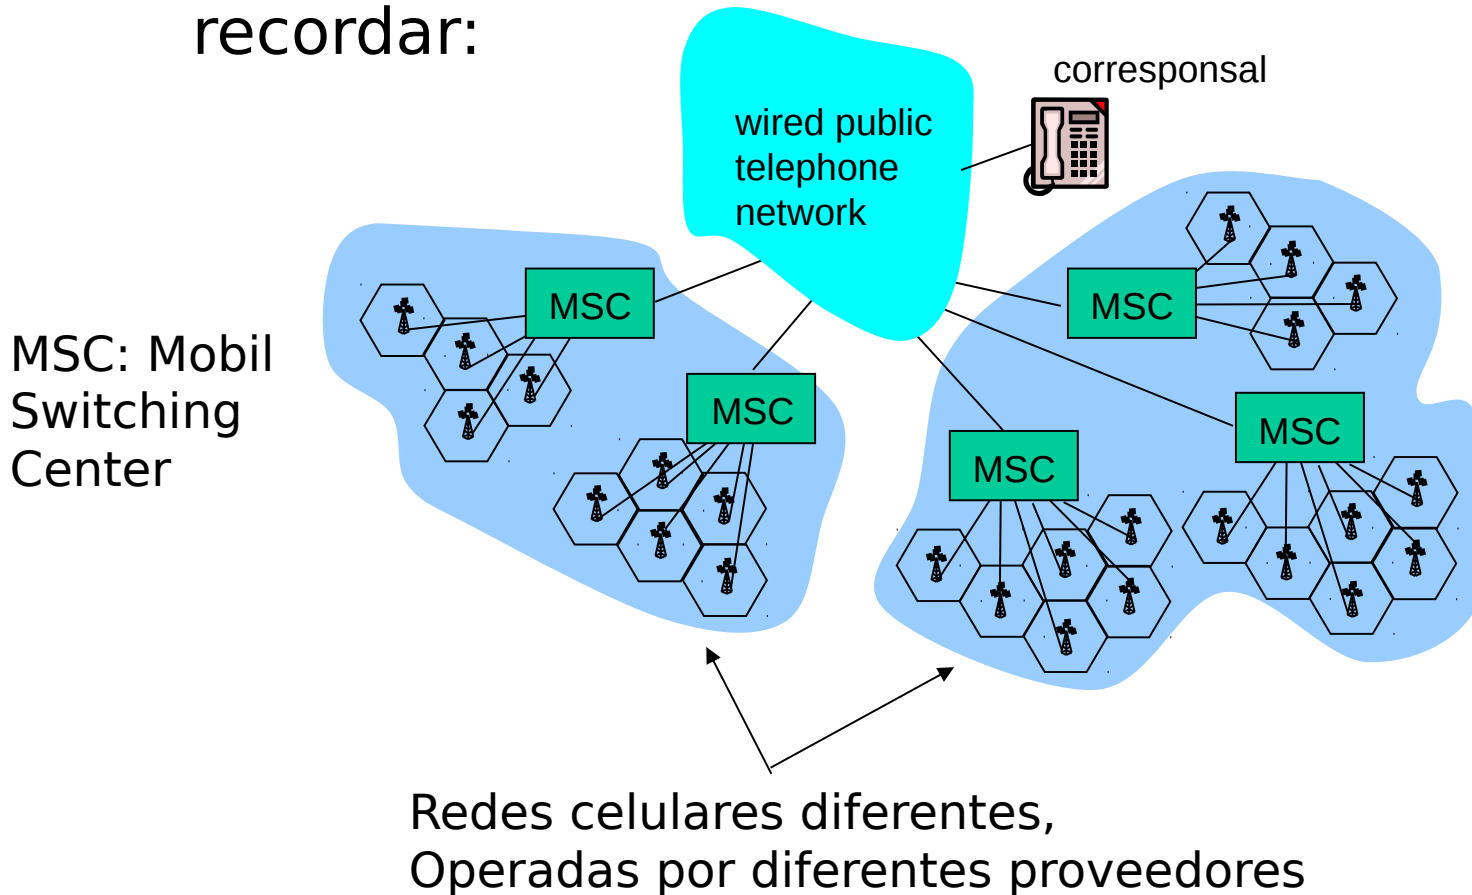 recordar:
corresponsal
wired public
telephone
network
MSC
MSC
MSC: Mobil
Switching
Center
MSC
MSC
MSC
Redes celulares diferentes,
Operadas por diferentes proveedores